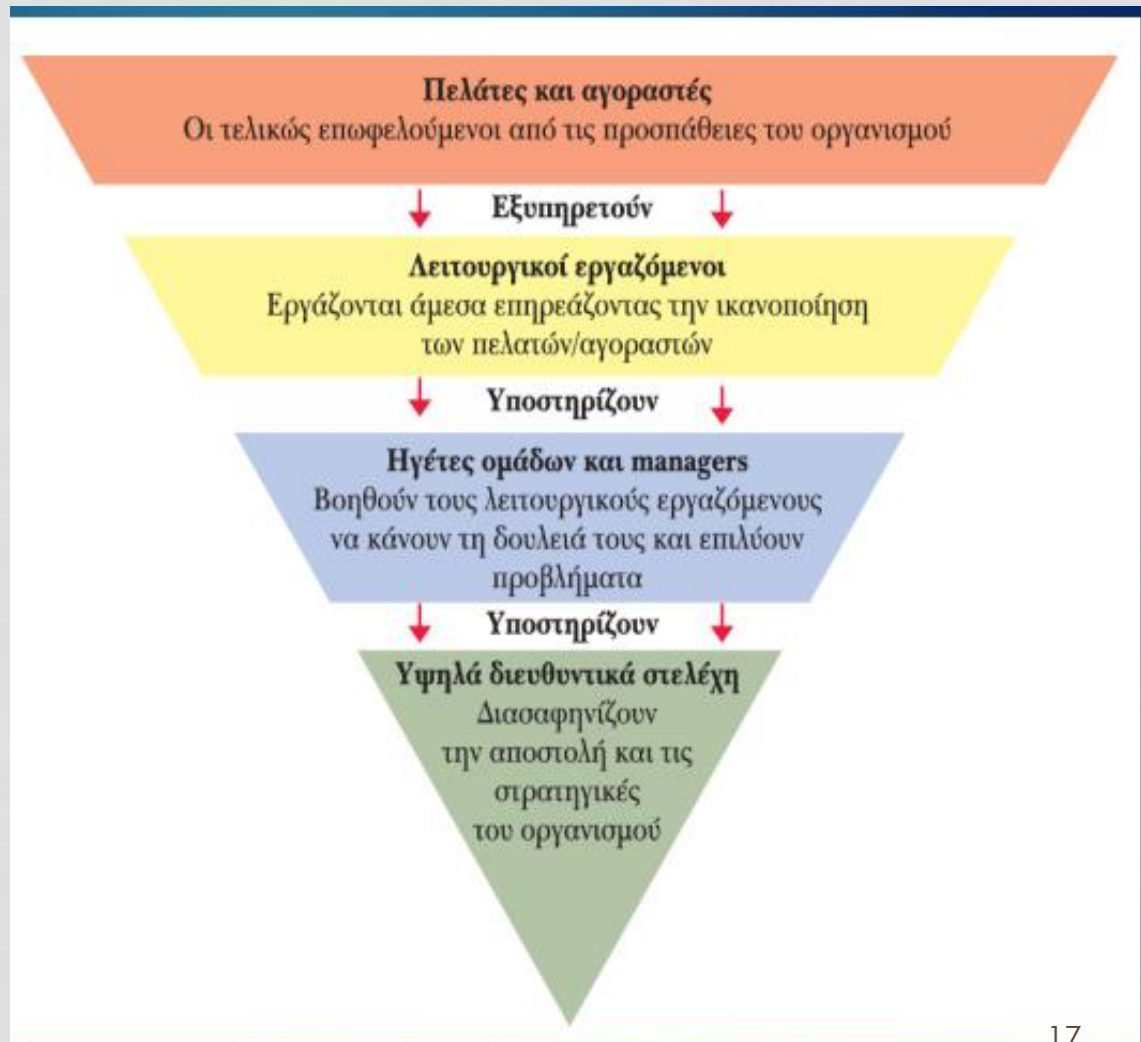 Πελάτες και αγοραστές
Οι τελικώς επωφελούμενοι από τις προσπάθειες του οργανισμού
Εξυπηρετούν
Λειτουργικοί εργαζόμενοι
Εργάζονται άμεσα επηρεάζοντας την ικανοποίηση
των πελατών/αγοραστών
Υποστηρίζουν
Ηγέτες ομάδων και managers
Βοηθούν τους λειτουργικούς εργαζόμενους
να κάνουν τη δουλειά τους και επιλύουν
προβλήματα
Υποστηρίζουν
Υψηλά διευθυντικά στελέχη
Διασαφηνίζουν
την αποστολή και τις
στρατηγικές
του οργανισμού
17